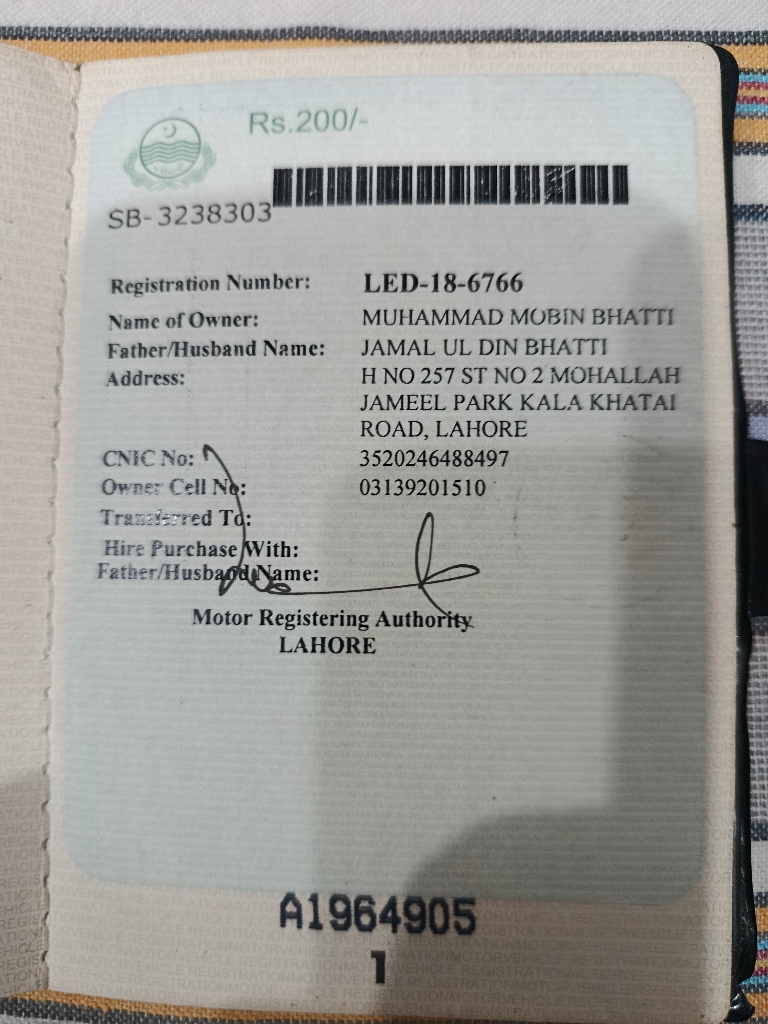 Rs.200/-
SB-3238303
Registration Number: LED-18-6766
Name of Owner: MUHAMMAD MOBIN BHATTI
Father/Husband Name: JAMAL UL DIN BHATTI
Address: H NO 257 ST NO 2 MOHALLAH
JAMEEL PARK KALA KHATAI
ROAD, LAHORE
CNIC No: 3520246488497
Owner Cell No: 03139201510
Transferred To:
Hire Purchase With:
Father/Husband Name:
Motor Registering Authority
LAHORE
A1964905
1